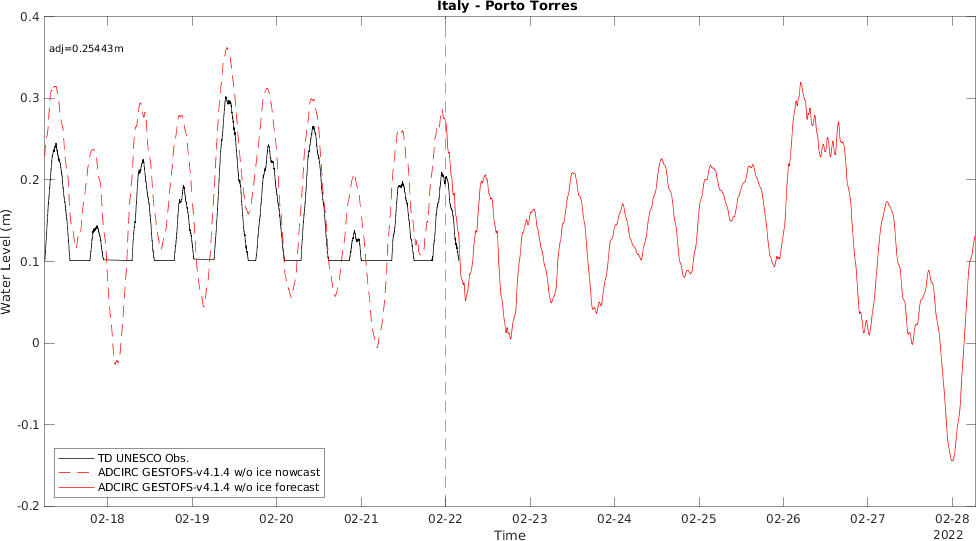 Italy - Porto Torres
adj=0.25443m
0.4
0.3
0.2
0.1
0
-0.1
-0.2
Water Level (m)
TD UNESCO Obs.
ADCIRC GESTOFS-v4.1.4 w/o ice nowcast
ADCIRC GESTOFS-v4.1.4 w/o ice forecast
02-18 02-19 02-20 02-21 02-22 02-23 02-24 02-25 02-26 02-27 02-28
Time
2022